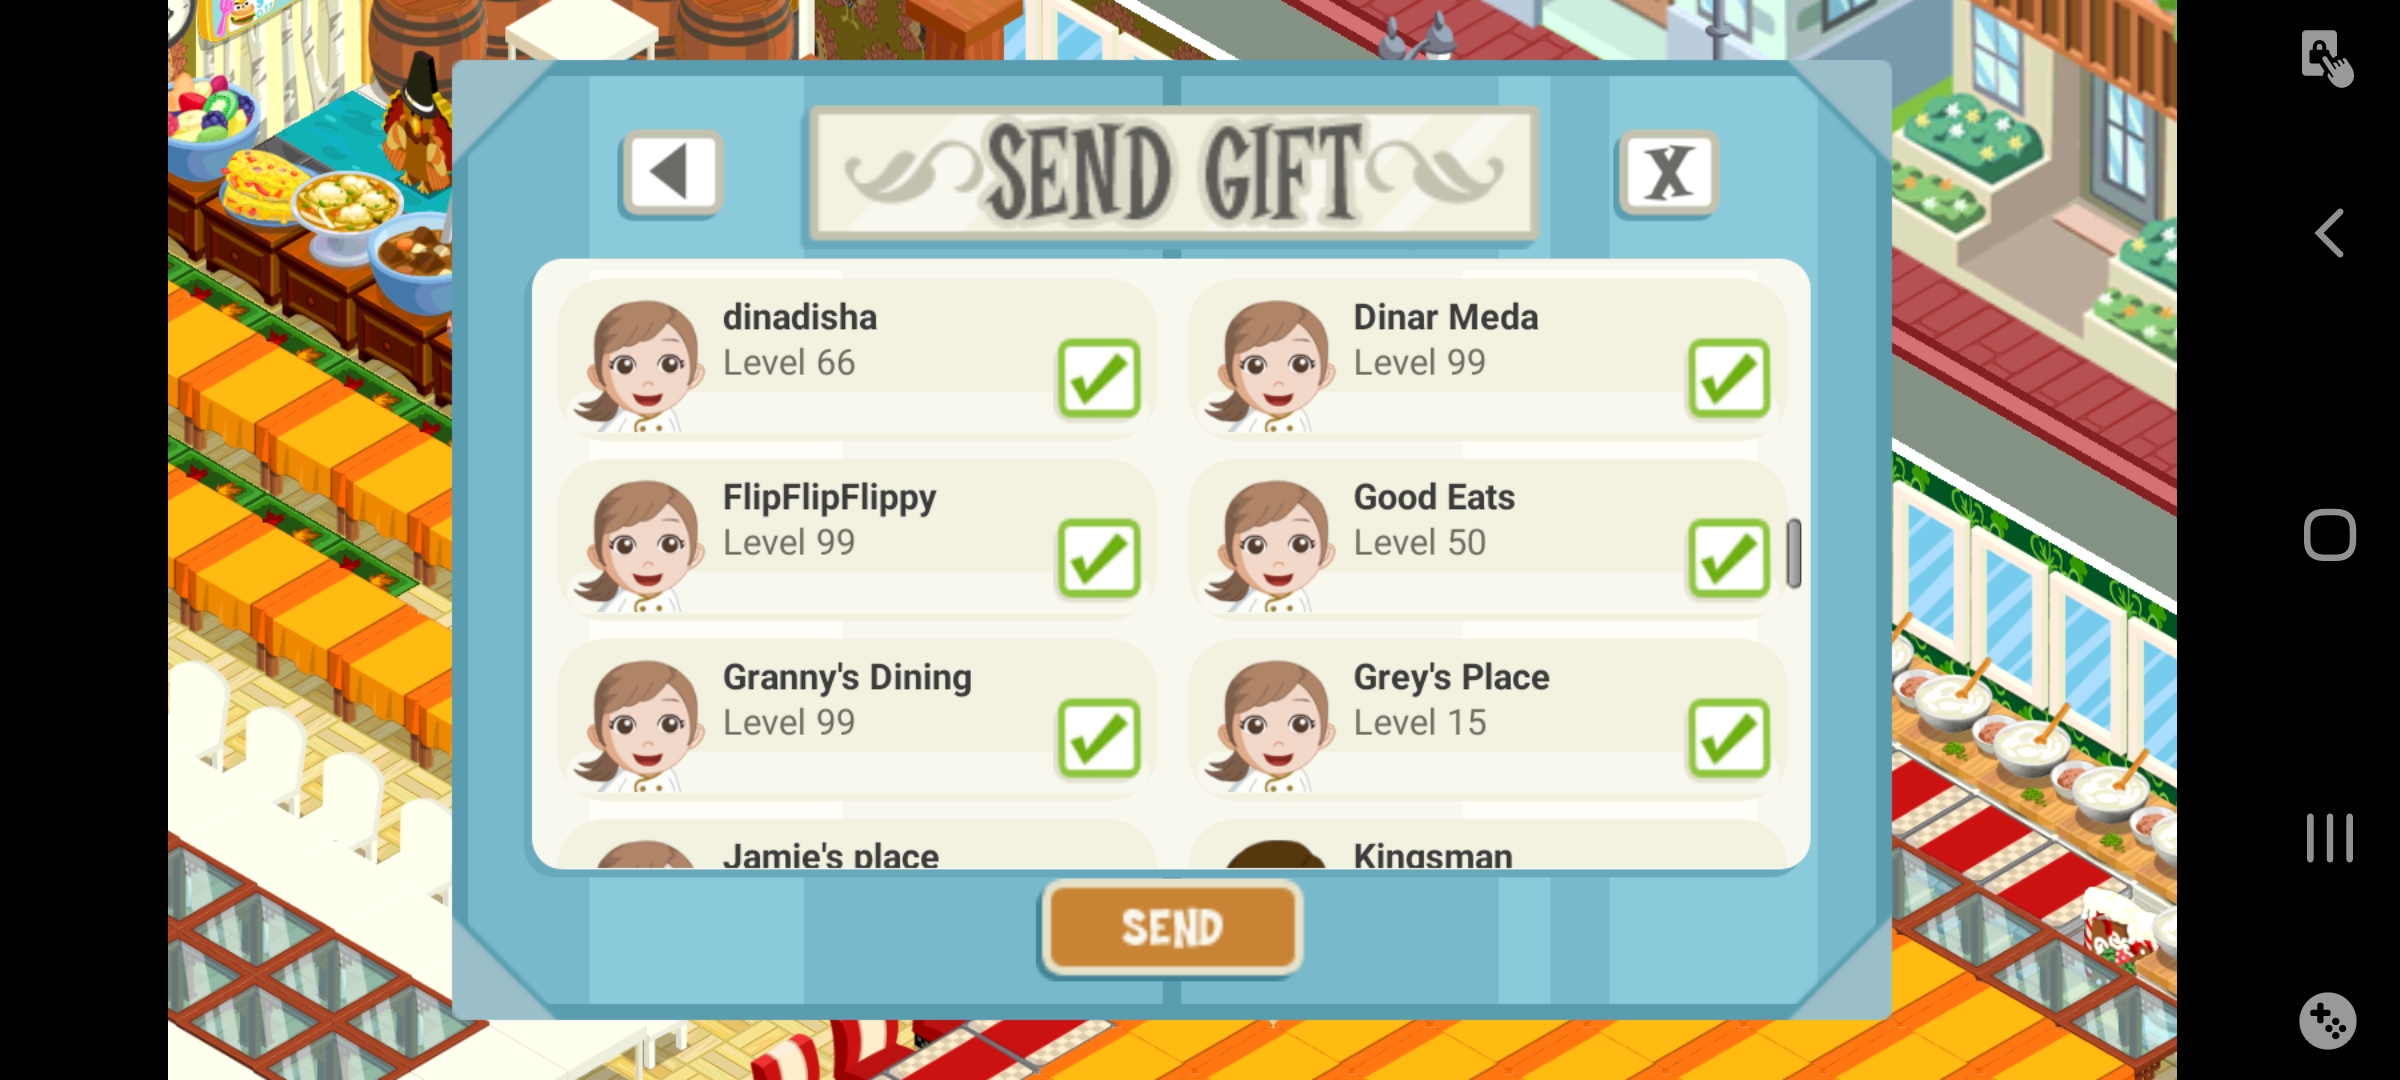 SEND GIFT
X
dinadisha
Level 66
Dinar Meda
Level 99
FlipFlipFlippy
Level 99
Good Eats
Level 50
Granny's Dining
Level 99
Grey's Place
Level 15
Jamie's place
Kingsman
SEND